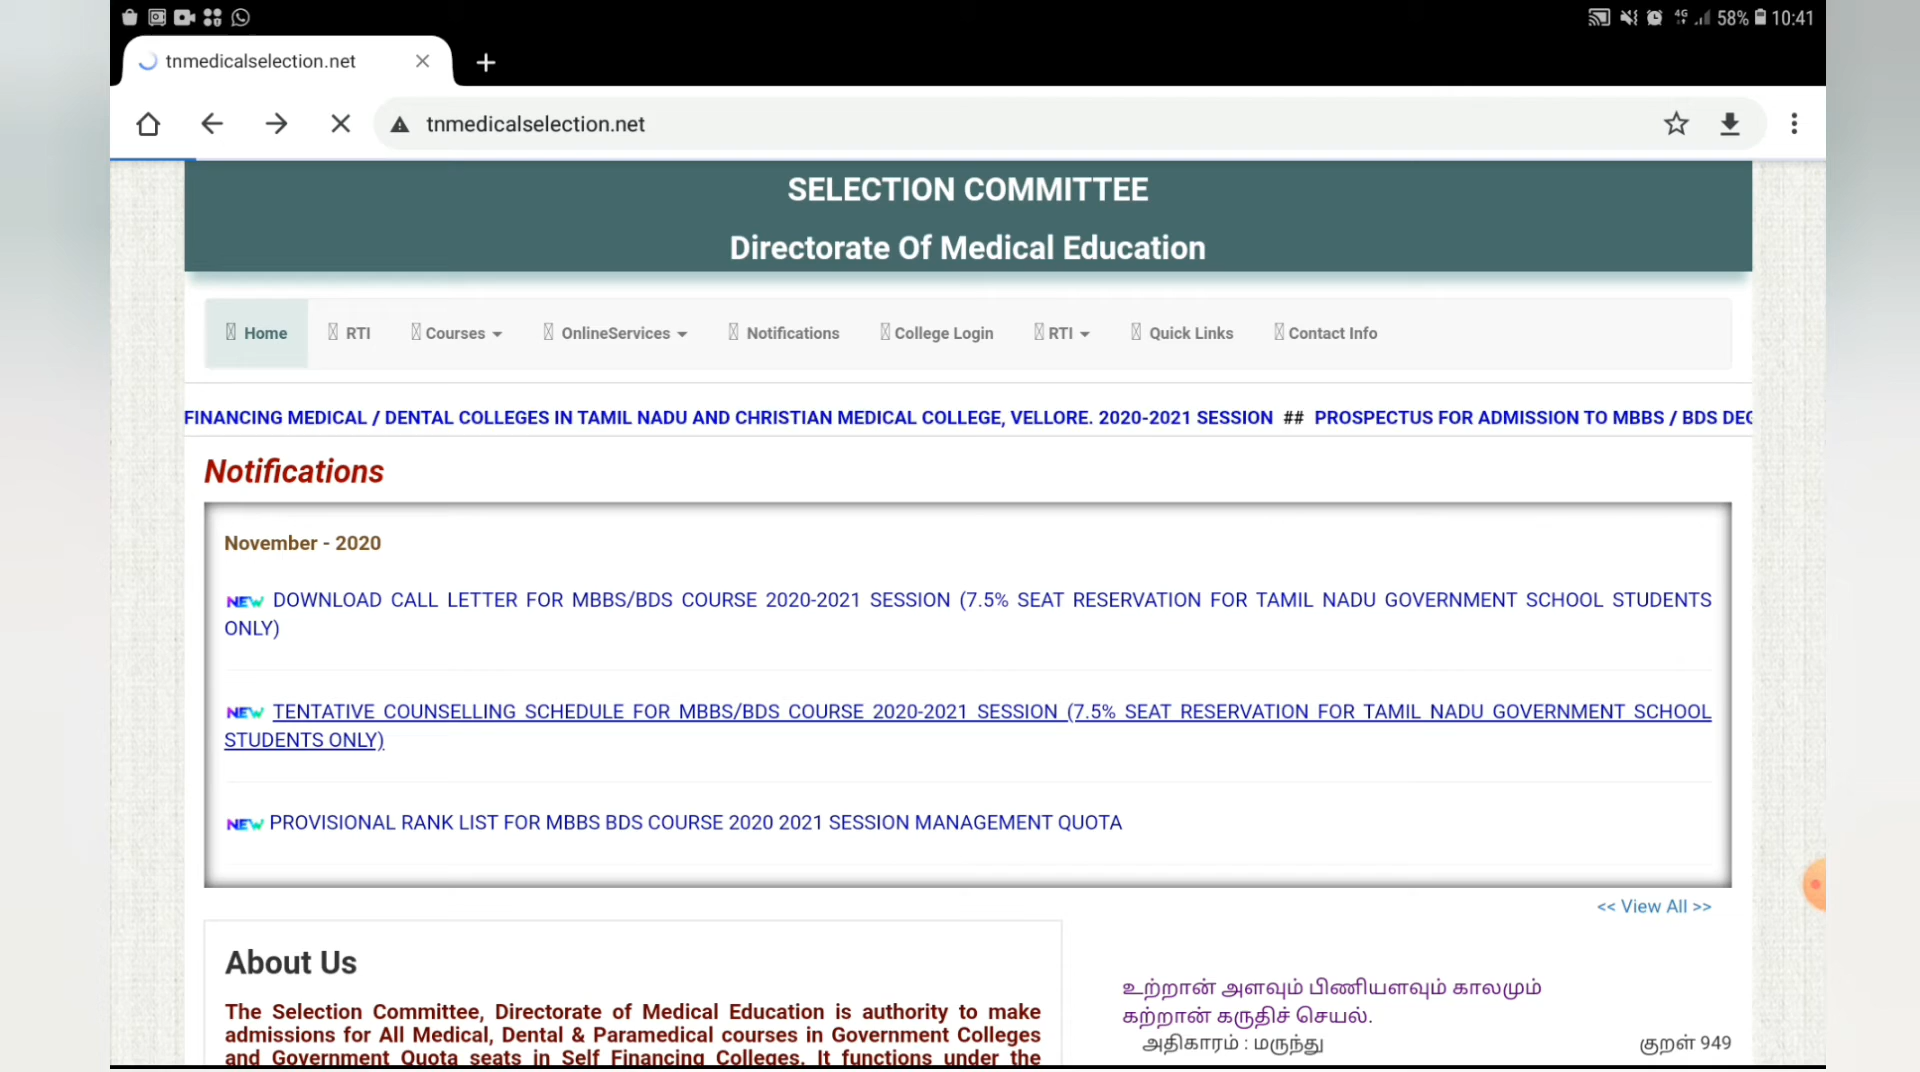 4G 58% 10:41
tnmedicalselection.net
tnmedicalselection.net
SELECTION COMMITTEE
Directorate Of Medical Education
Home RTI Courses OnlineServices Notifications College Login RTI Quick Links Contact Info
FINANCING MEDICAL / DENTAL COLLEGES IN TAMIL NADU AND CHRISTIAN MEDICAL COLLEGE, VELLORE. 2020-2021 SESSION ## PROSPECTUS FOR ADMISSION TO MBBS / BDS DEG
Notifications
November - 2020
NEW DOWNLOAD CALL LETTER FOR MBBS/BDS COURSE 2020-2021 SESSION (7.5% SEAT RESERVATION FOR TAMIL NADU GOVERNMENT SCHOOL STUDENTS
ONLY)
NEW TENTATIVE COUNSELLING SCHEDULE FOR MBBS/BDS COURSE 2020-2021 SESSION (7.5% SEAT RESERVATION FOR TAMIL NADU GOVERNMENT SCHOOL
STUDENTS ONLY)
NEW PROVISIONAL RANK LIST FOR MBBS BDS COURSE 2020 2021 SESSION MANAGEMENT QUOTA
<< View All >>
About Us
The Selection Committee, Directorate of Medical Education is authority to make
admissions for All Medical, Dental & Paramedical courses in Government Colleges
and Government Quota seats in Self Financing Colleges. It functions under the
உற்றான் அளவும் பிணியளவும் காலமும்
கற்றான் கருதிச் செயல்.
அதிகாரம் : மருந்து குறள் 949